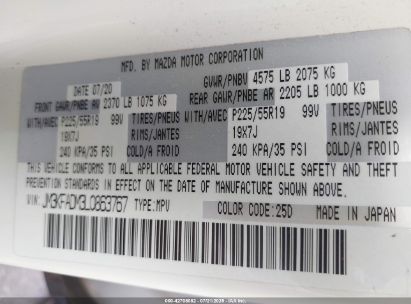 MFD. BY MAZDA MOTOR CORPORATION
DATE 07/20 GVWR/PNBV 4575 LB 2075 KG
FRONT GAWR/PNBE AV 2370 LB 1075 KG REAR GAWR/PNBE AR 2205 LB 1000 KG
WITH/AVEC P225/55R19 99V TIRES/PNEUS WITH/AVEC P225/55R19 99V TIRES/PNEUS
19X7J RIMS/JANTES 19X7J RIMS/JANTES
240 KPA/35 PSI COLD/A FROID 240 KPA/35 PSI COLD/A FROID
THIS VEHICLE CONFORMS TO ALL APPLICABLE FEDERAL MOTOR VEHICLE SAFETY AND THEFT
PREVENTION STANDARDS IN EFFECT ON THE DATE OF MANUFACTURE SHOWN ABOVE.
VIN: JM3KFADM3L0863767 TYPE:MPV COLOR CODE:25D MADE IN JAPAN